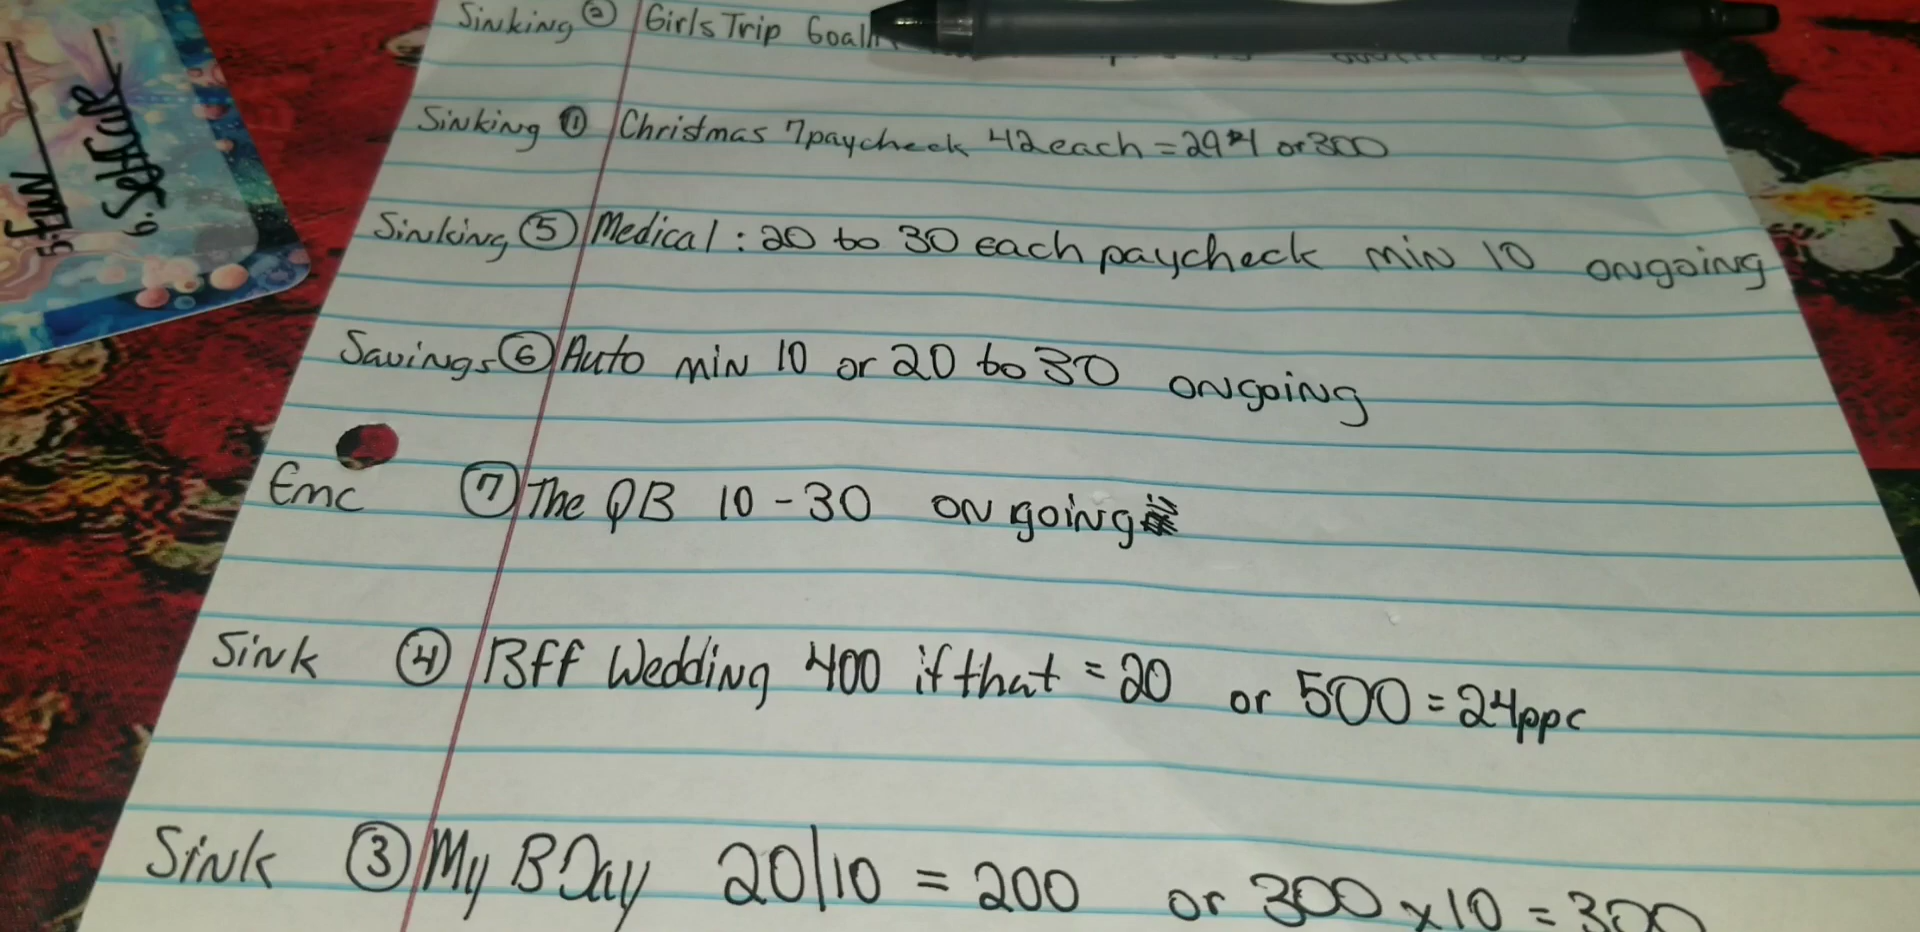 Sinking ② Girls Trip Goal
Sinking ① Christmas 7paycheck 42each = 294 or 300
Sinking ⑤ Medical : 20 to 30 each paycheck min 10 ongoing
Savings ⑥ Auto min 10 or 20 to 30 ongoing
Emc ⑦ The QB 10 - 30 ongoing
Sink ④ Bff Wedding 400 if that = 20 or 500 = 24ppc
Sink ③ My BDay 20|10 = 200 or 300 x 10 = 300
5. FUN
6. SelfCare